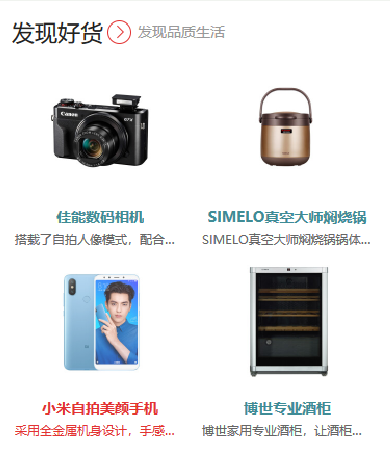 发现好货 发现品质生活
Canon
佳能数码相机 SIMELO真空大师焖烧锅
搭载了自拍人像模式，配合... SIMELO真空大师焖烧锅锅体...
小米自拍美颜手机 博世专业酒柜
采用全金属机身设计，手感... 博世家用专业酒柜，让酒柜...